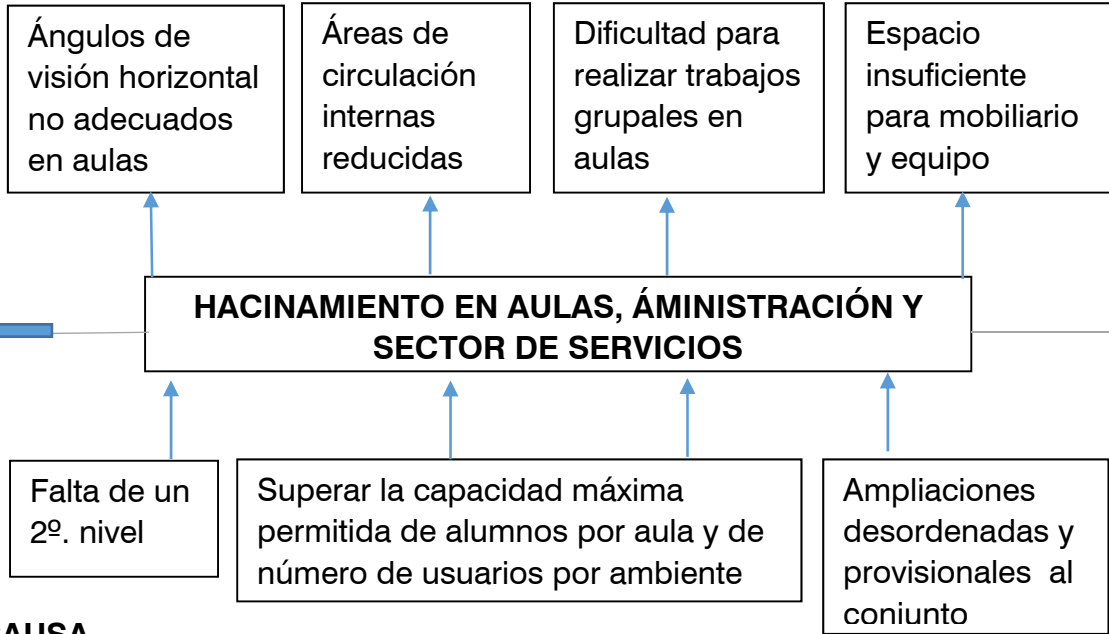 Ángulos de
visión horizontal
no adecuados
en aulas
Áreas de
circulación
internas
reducidas
Dificultad para
realizar trabajos
grupales en
aulas
Espacio
insuficiente
para mobiliario
y equipo
HACINAMIENTO EN AULAS, ÁMINISTRACIÓN Y
SECTOR DE SERVICIOS
Falta de un
2º. nivel
Superar la capacidad máxima
permitida de alumnos por aula y de
número de usuarios por ambiente
Ampliaciones
desordenadas y
provisionales al
conjunto